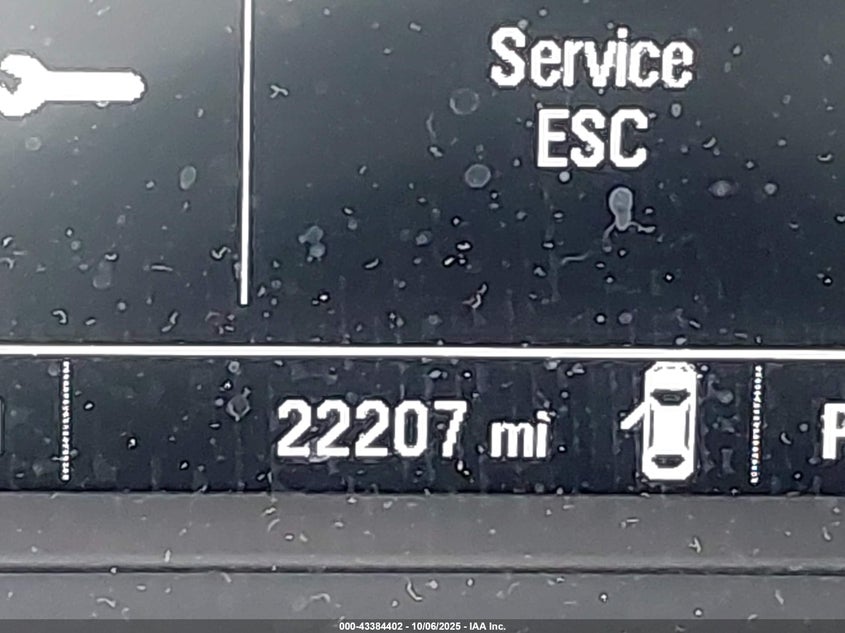 Service
ESC
22207 mi
P
000-43384402 - 10/06/2025 - IAA Inc.